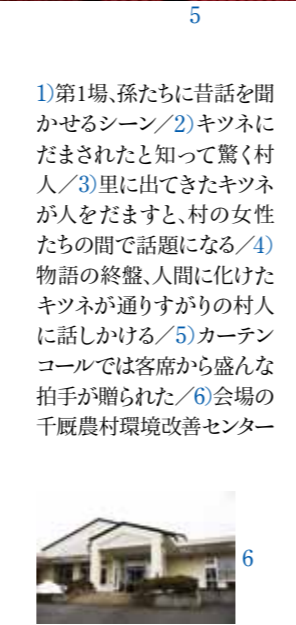 5
1)第1場、孫たちに昔話を聞
かせるシーン／2)キツネに
だまされたと知って驚く村
人／3)里に出てきたキツネ
が人をだますと、村の女性
たちの間で話題になる／4)
物語の終盤、人間に化けた
キツネが通りすがりの村人
に話しかける／5)カーテン
コールでは客席から盛んな
拍手が贈られた／6)会場の
千厩農村環境改善センター
6